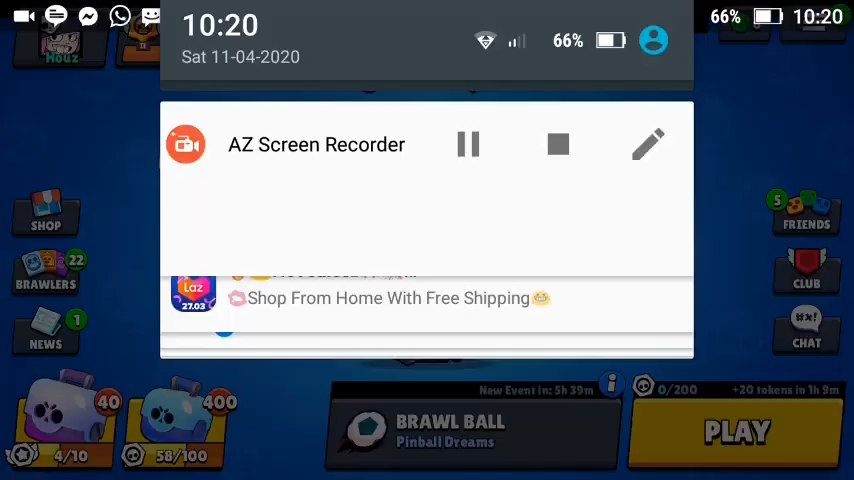 66% 10:20
10:20
Sat 11-04-2020
66%
Houz
AZ Screen Recorder
SHOP
5
FRIENDS
22
BRAWLERS
CLUB
Laz
27.03
Shop From Home With Free Shipping
1
NEWS
#x!
CHAT
New Event in: 5h 39m
i
0/200
+20 tokens in 1h 9m
40
400
BRAWL BALL
Pinball Dreams
PLAY
4/10
58/100